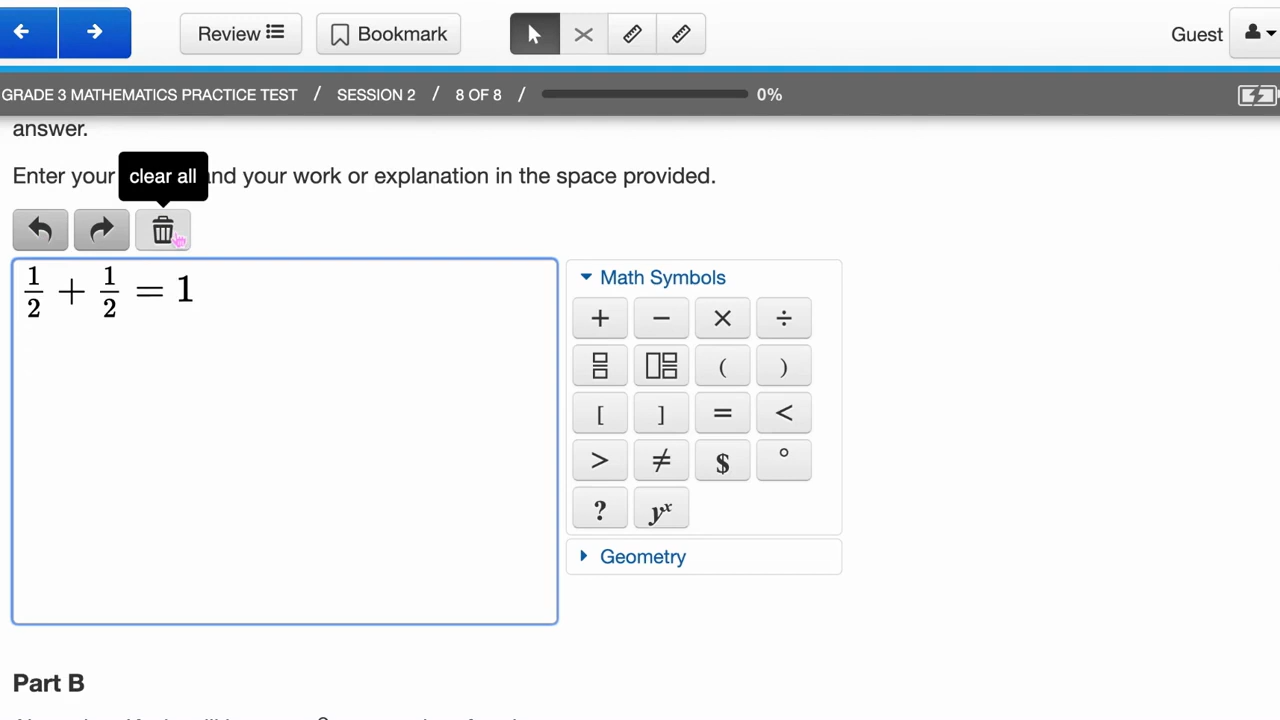 Review Bookmark Guest
GRADE 3 MATHEMATICS PRACTICE TEST / SESSION 2 / 8 OF 8 / 0%
answer.
Enter your clear all nd your work or explanation in the space provided.
1/2 + 1/2 = 1
Math Symbols
+ − × ÷
( )
[ ] = <
> ≠ $ °
? yˣ
Geometry
Part B